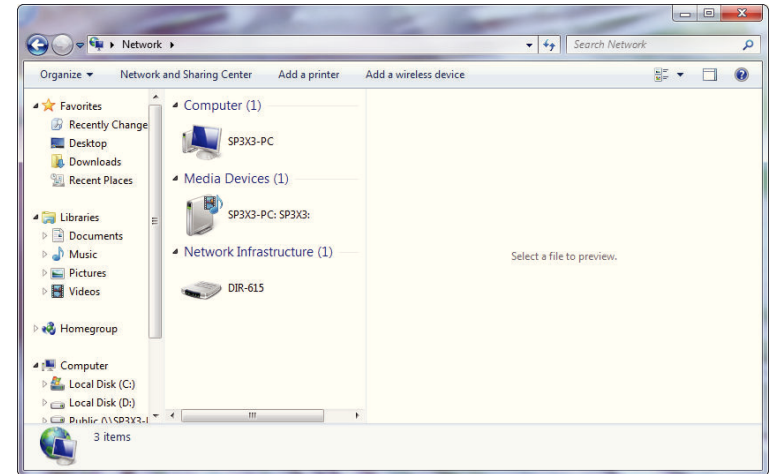 Network
Search Network
Organize
Network and Sharing Center
Add a printer
Add a wireless device
Favorites
Recently Change
Desktop
Downloads
Recent Places
Libraries
Documents
Music
Pictures
Videos
Homegroup
Computer
Local Disk (C:)
Local Disk (D:)
Computer (1)
SP3X3-PC
Media Devices (1)
SP3X3-PC: SP3X3:
Network Infrastructure (1)
DIR-615
Select a file to preview.
3 items